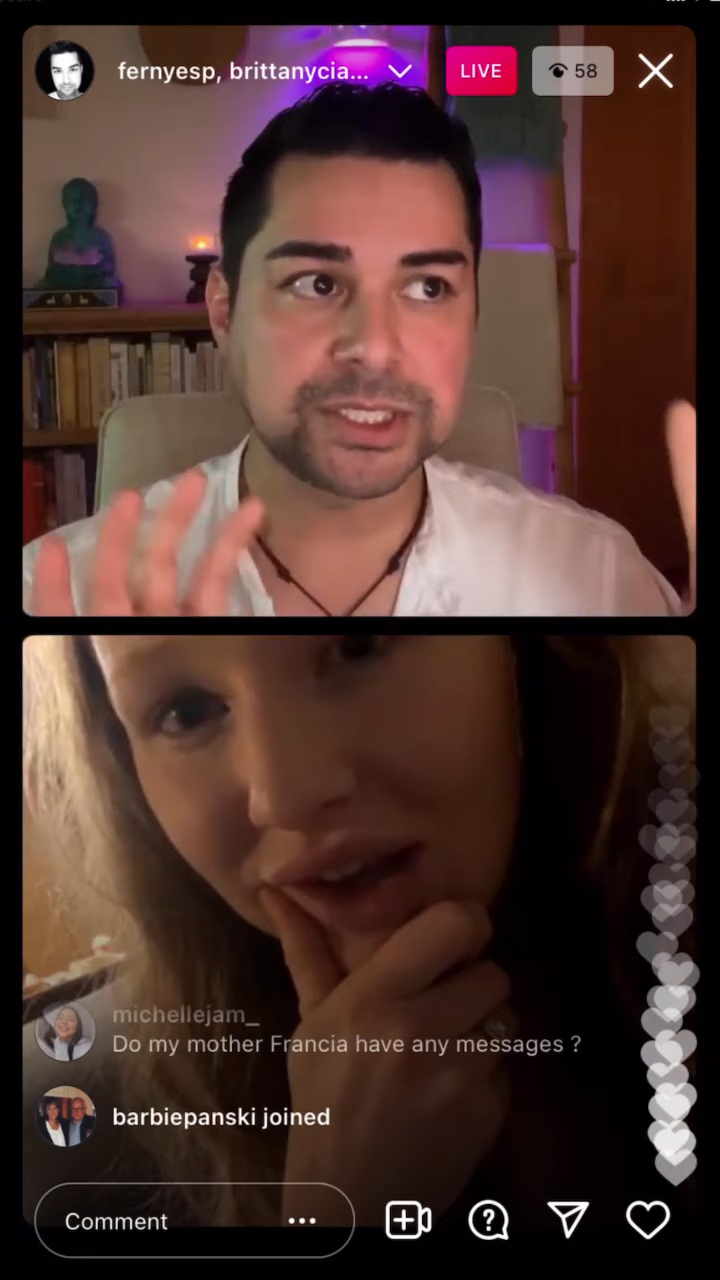 fernyesp, brittanycia...
LIVE
58
michellejam_
Do my mother Francia have any messages ?
barbiepanski joined
Comment